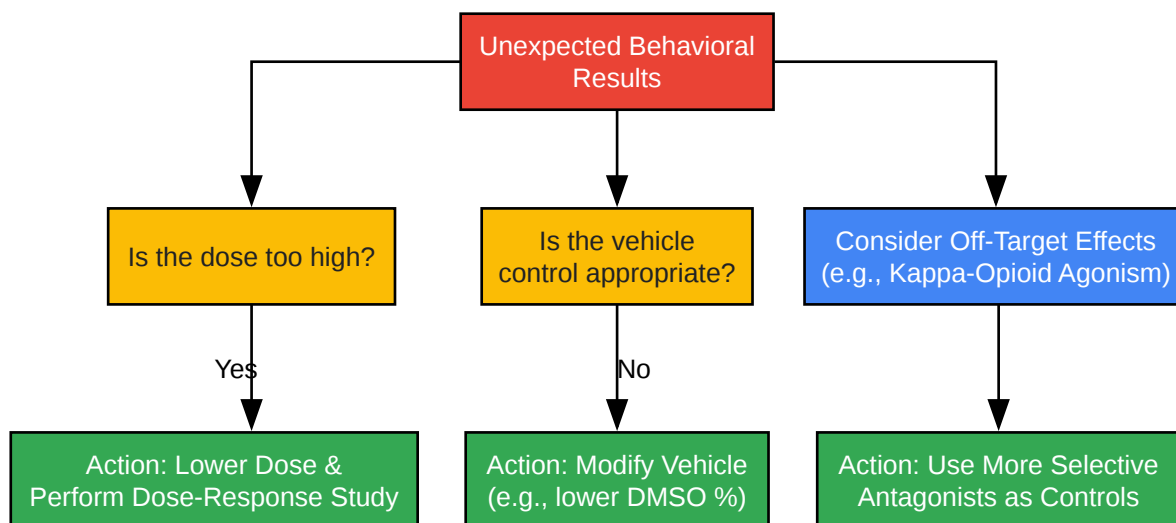 Unexpected Behavioral
Results
Is the dose too high?
Is the vehicle
control appropriate?
Consider Off-Target Effects
(e.g., Kappa-Opioid Agonism)
Yes
No
Action: Lower Dose &
Perform Dose-Response Study
Action: Modify Vehicle
(e.g., lower DMSO %)
Action: Use More Selective
Antagonists as Controls